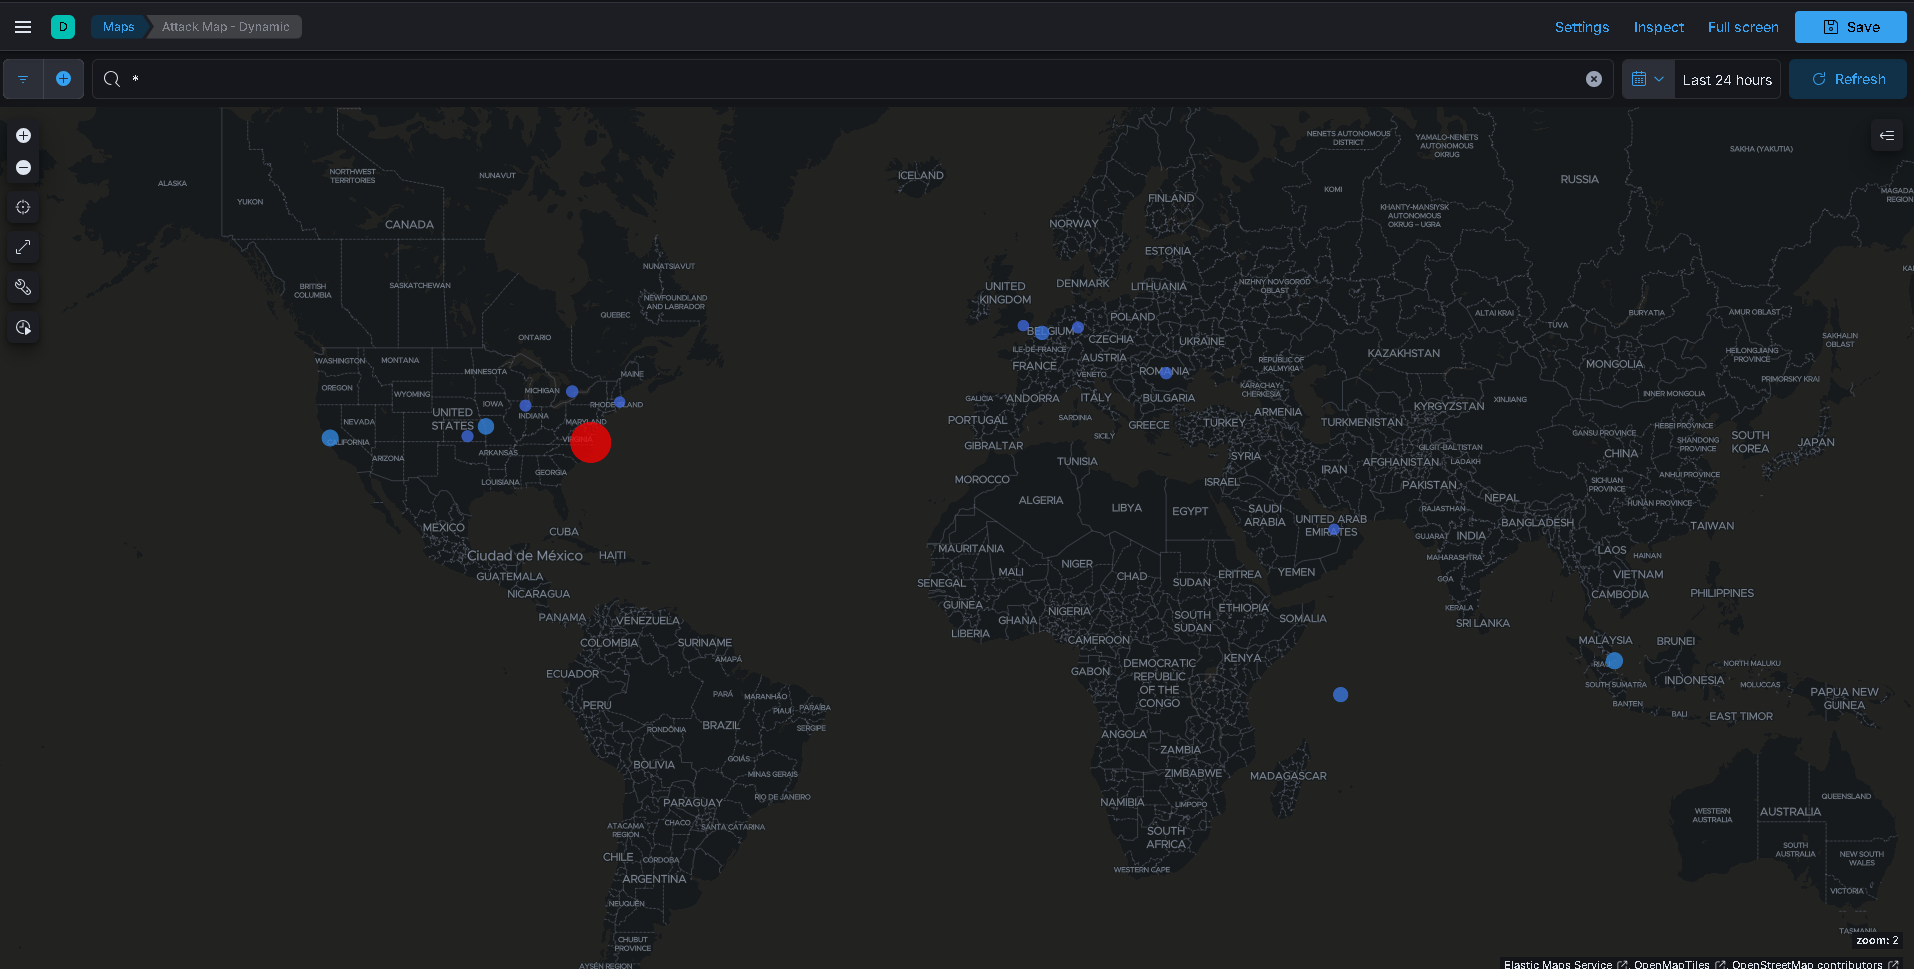 D Maps Attack Map - Dynamic Settings Inspect Full screen Save
* Last 24 hours Refresh
NENETS AUTONOMOUS
DISTRICT
YAMALO-NENETS
AUTONOMOUS
OKRUG
SAKHA (YAKUTIA)
NORTHWEST
TERRITORIES
NUNAVUT
ICELAND
ALASKA
RUSSIA
KOMI
MAGADA
REGION
YUKON
FINLAND
KHANTY-MANSIYSK
AUTONOMOUS
OKRUG – UGRA
CANADA
NORWAY
ESTONIA
NUNATSIAVUT
KA
BRITISH
COLUMBIA
SASKATCHEWAN
UNITED
KINGDOM
DENMARK
LITHUANIA
NIZHNY NOVGOROD
OBLAST
NEWFOUNDLAND
AND LABRADOR
QUEBEC
POLAND
ALTAI KRAI
TUVA
BURYATIA
AMUR OBLAST
ONTARIO
BELGIUM
CZECHIA
UKRAINE
SAKHALIN
OBLAST
ILE-DE-FRANCE
WASHINGTON
MONTANA
FRANCE
AUSTRIA
REPUBLIC OF
KALMYKIA
KAZAKHSTAN
MONGOLIA
HEILONGJIANG
PROVINCE
MINNESOTA
MAINE
VENETO
ROMANIA
PRIMORSKY KRAI
OREGON
WYOMING
MICHIGAN
KARACHAY-
CHERKESIA
INNER MONGOLIA
IOWA
RHODE ISLAND
GALICIA
ANDORRA
ITALY
BULGARIA
KYRGYZSTAN
XINJIANG
UNITED
STATES
INDIANA
NEVADA
MARYLAND
PORTUGAL
SARDINIA
GREECE
TURKEY
ARMENIA
TURKMENISTAN
GANSU PROVINCE
HEBEI PROVINCE
CALIFORNIA
VIRGINIA
GIBRALTAR
SICILY
SHANDONG
PROVINCE
SOUTH
KOREA
JAPAN
ARIZONA
ARKANSAS
TUNISIA
SYRIA
IRAN
AFGHANISTAN
GILGIT-BALTISTAN
LADAKH
CHINA
GEORGIA
LOUISIANA
MOROCCO
ISRAEL
PAKISTAN
SICHUAN
PROVINCE
ANHUI PROVINCE
ALGERIA
LIBYA
EGYPT
SAUDI
ARABIA
UNITED ARAB
EMIRATES
RAJASTHAN
NEPAL
HUNAN PROVINCE
MEXICO
CUBA
GUJARAT
INDIA
BANGLADESH
TAIWAN
Ciudad de México
HAITI
MAURITANIA
MAHARASHTRA
LAOS
HAINAN
GUATEMALA
MALI
NIGER
CHAD
SUDAN
ERITREA
YEMEN
GOA
VIETNAM
NICARAGUA
SENEGAL
CAMBODIA
PHILIPPINES
PANAMA
VENEZUELA
GUINEA
GHANA
NIGERIA
SOUTH
SUDAN
ETHIOPIA
SOMALIA
KERALA
SRI LANKA
COLOMBIA
SURINAME
LIBERIA
CAMEROON
MALAYSIA
BRUNEI
AMAPÁ
GABON
DEMOCRATIC
REPUBLIC
OF THE
CONGO
KENYA
NORTH MALUKU
ECUADOR
SOUTH SUMATRA
INDONESIA
MOLUCCAS
PERU
PARÁ
MARANHÃO
PIAUÍ
PARAÍBA
BANTEN
BALI
EAST TIMOR
PAPUA NEW
GUINEA
RONDÔNIA
BRAZIL
SERGIPE
ANGOLA
BOLIVIA
GOIÁS
MINAS GERAIS
ZAMBIA
ZIMBABWE
MADAGASCAR
PARAGUAY
RIO DE JANEIRO
NAMIBIA
LIMPOPO
QUEENSLAND
ATACAMA
REGION
CHACO
SANTA CATARINA
SOUTH
AFRICA
WESTERN
AUSTRALIA
AUSTRALIA
CHILE
CÓRDOBA
WESTERN CAPE
SOUTH
AUSTRALIA
NEW SOUTH
WALES
ARGENTINA
VICTORIA
NEUQUÉN
TASMANIA
CHUBUT
PROVINCE
zoom: 2
AYSÉN REGION
Elastic Maps Service, OpenMapTiles, OpenStreetMap contributors